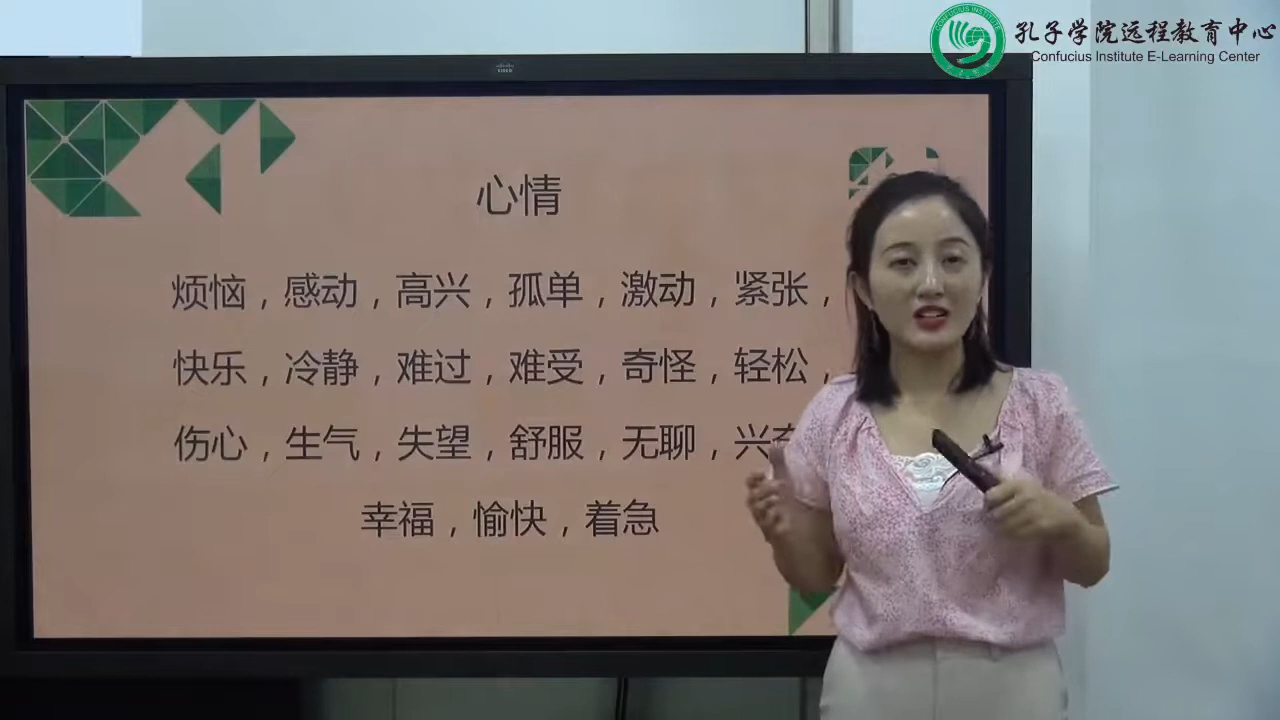 孔子学院远程教育中心
Confucius Institute E-Learning Center
CISCO
心情
烦恼，感动，高兴，孤单，激动，紧张，
快乐，冷静，难过，难受，奇怪，轻松，
伤心，生气，失望，舒服，无聊，兴
幸福，愉快，着急